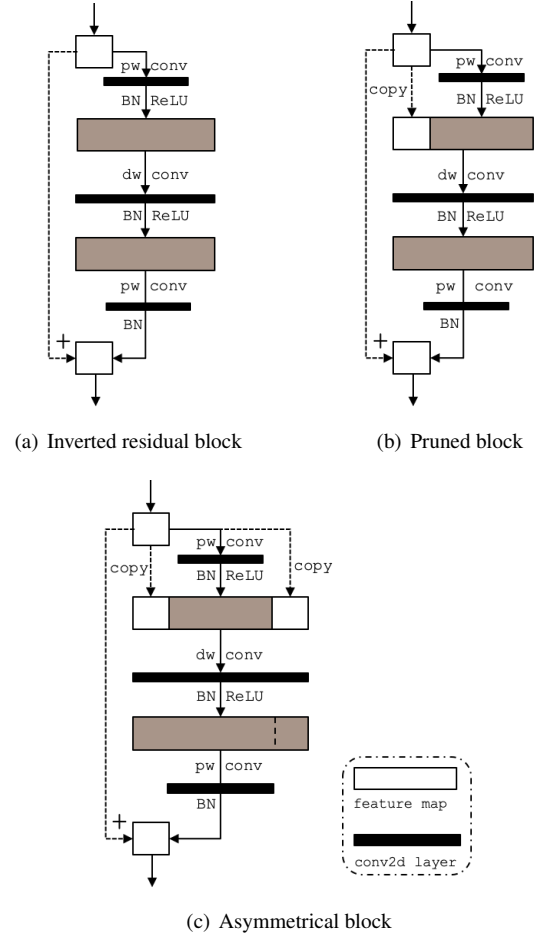 pw conv
BN ReLU
dw conv
BN ReLU
pw conv
BN
+
(a) Inverted residual block
pw conv
copy
BN ReLU
dw conv
BN ReLU
pw conv
BN
+
(b) Pruned block
pw conv
copy
copy
BN ReLU
dw conv
BN ReLU
pw conv
BN
+
feature map
conv2d layer
(c) Asymmetrical block